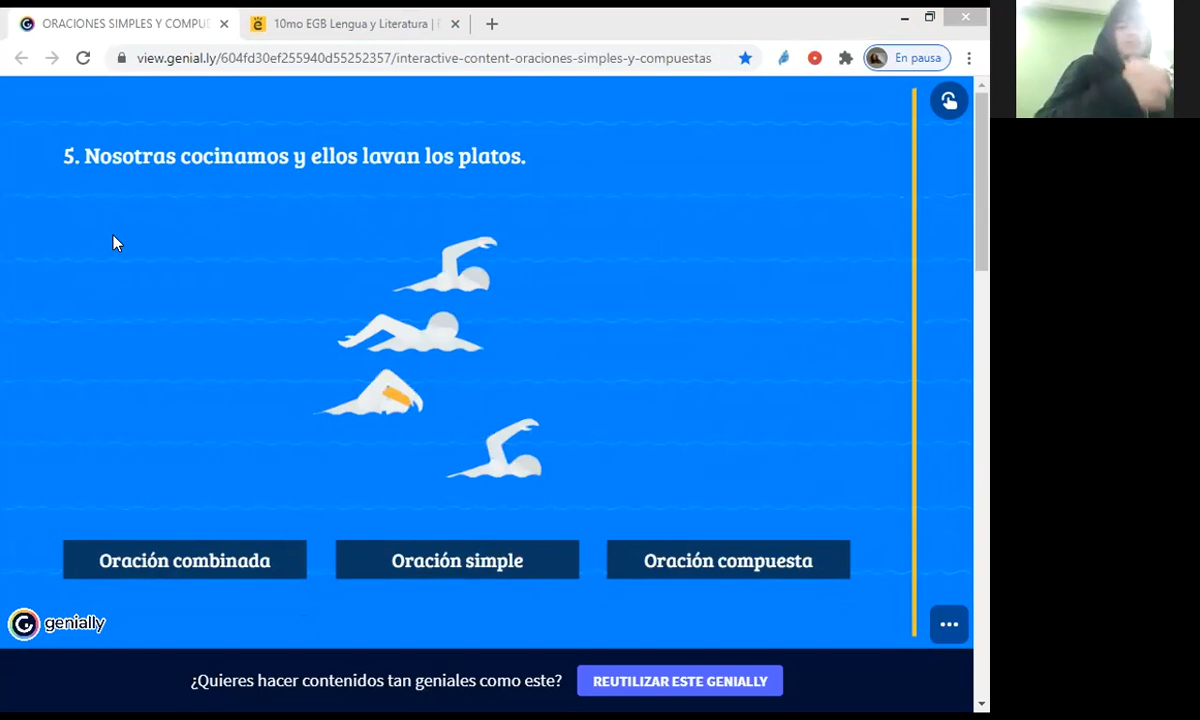 ORACIONES SIMPLES Y COMPUE
10mo EGB Lengua y Literatura |
view.genial.ly/604fd30ef255940d55252357/interactive-content-oraciones-simples-y-compuestas
En pausa
5. Nosotras cocinamos y ellos lavan los platos.
Oración combinada
Oración simple
Oración compuesta
genially
¿Quieres hacer contenidos tan geniales como este?
REUTILIZAR ESTE GENIALLY